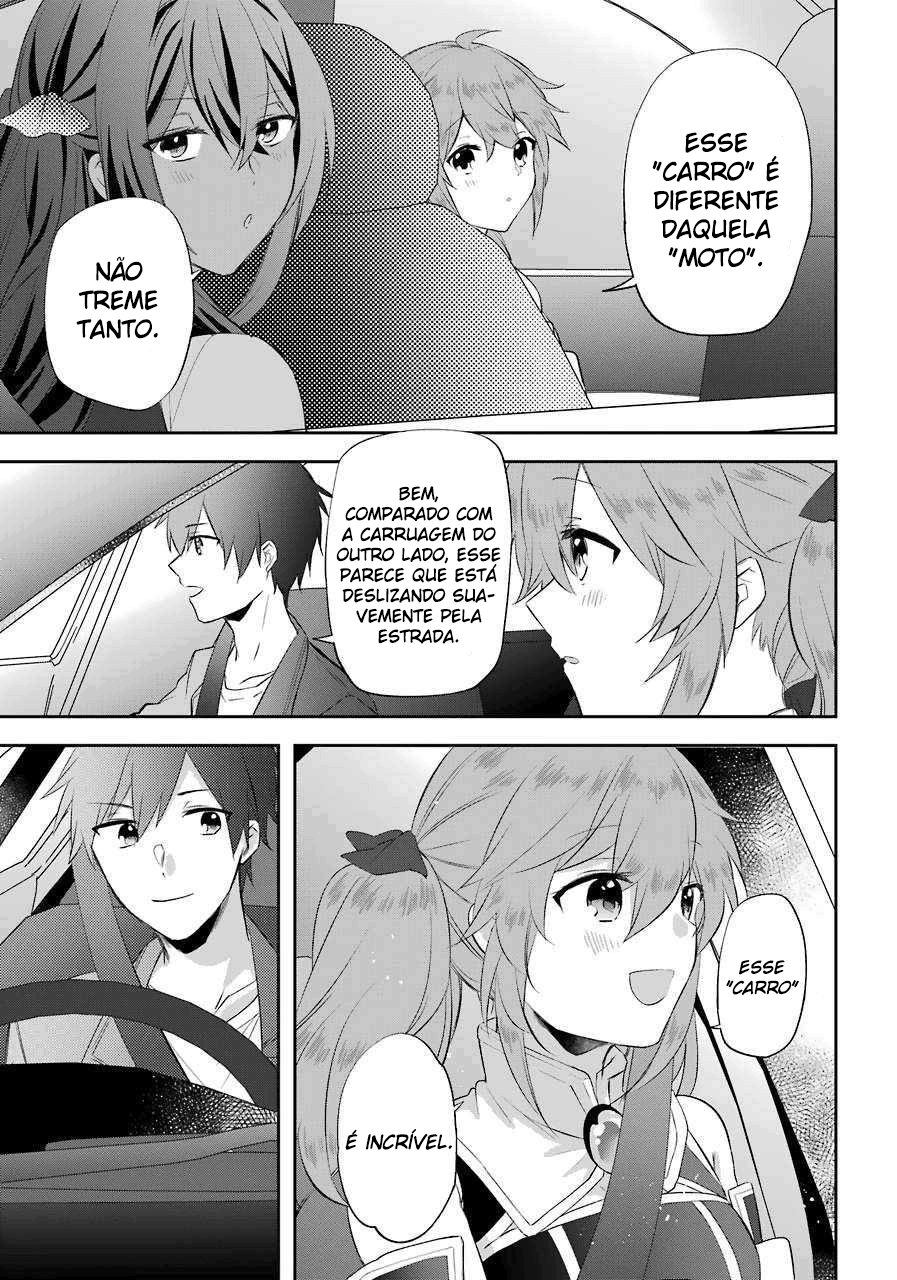 ESSE
"CARRO" É
DIFERENTE
DAQUELA
"MOTO".
NÃO
TREME
TANTO.
BEM,
COMPARADO COM
A CARRUAGEM DO
OUTRO LADO, ESSE
PARECE QUE ESTÁ
DESLIZANDO SUA-
VEMENTE PELA
ESTRADA.
ESSE
"CARRO"
É INCRÍVEL.